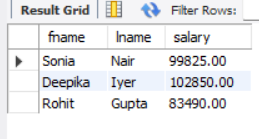 Result Grid Filter Rows:
fname lname salary
Sonia Nair 99825.00
Deepika Iyer 102850.00
Rohit Gupta 83490.00